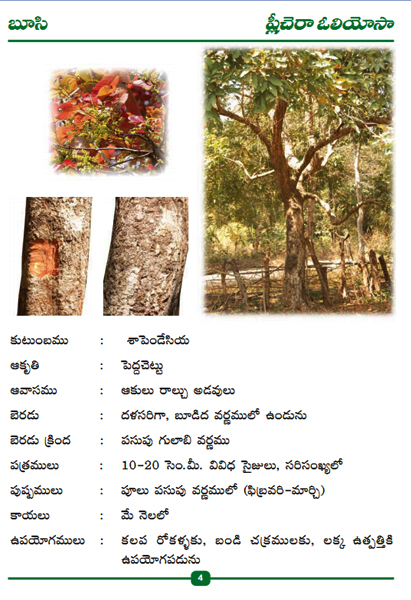 బూసి
ష్లీచెరా ఓలియోసా
కుటుంబము : శాపిండేసియ
ఆకృతి : పెద్దచెట్టు
ఆవాసము : ఆకులు రాల్చు అడవులు
బెరడు : దళసరిగా, బూడిద వర్ణములో ఉండును
బెరడు క్రింద : పసుపు గులాబి వర్ణము
పత్రములు : 10-20 సెం.మీ. వివిధ సైజులు, సరిసంఖ్యలో
పుష్పములు : పూలు పసుపు వర్ణములో (ఫిబ్రవరి-మార్చి)
కాయలు : మే నెలలో
ఉపయోగములు : కలప రోకళ్ళకు, బండి చక్రములకు, లక్క ఉత్పత్తికి
ఉపయోగపడును
4